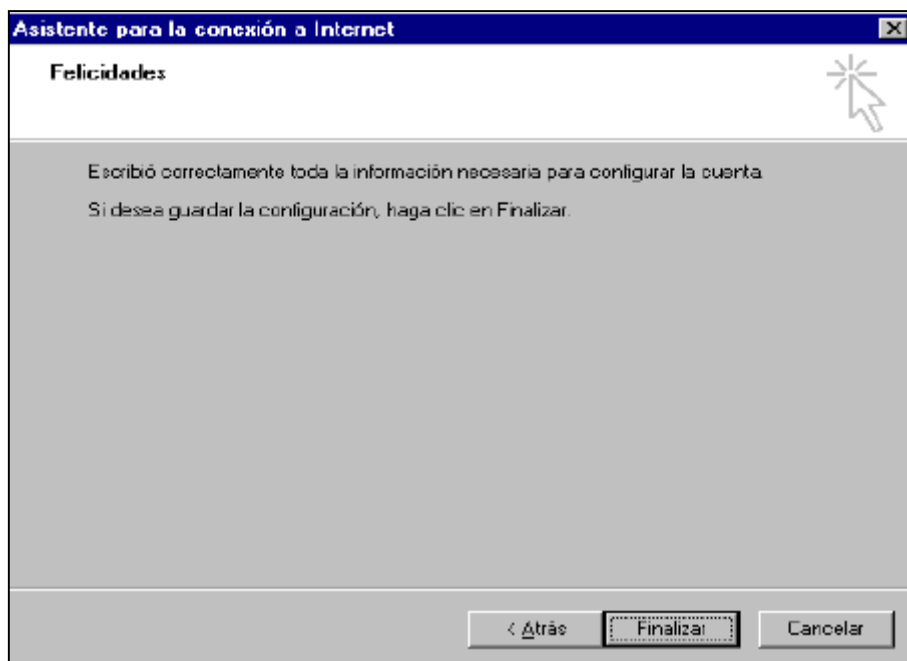 Asistente para la conexión a Internet
Felicidades
Escribió correctamente toda la información necesaria para configurar la cuenta.
Si desea guardar la configuración, haga clic en Finalizar.
< Atrás
Finalizar
Cancelar